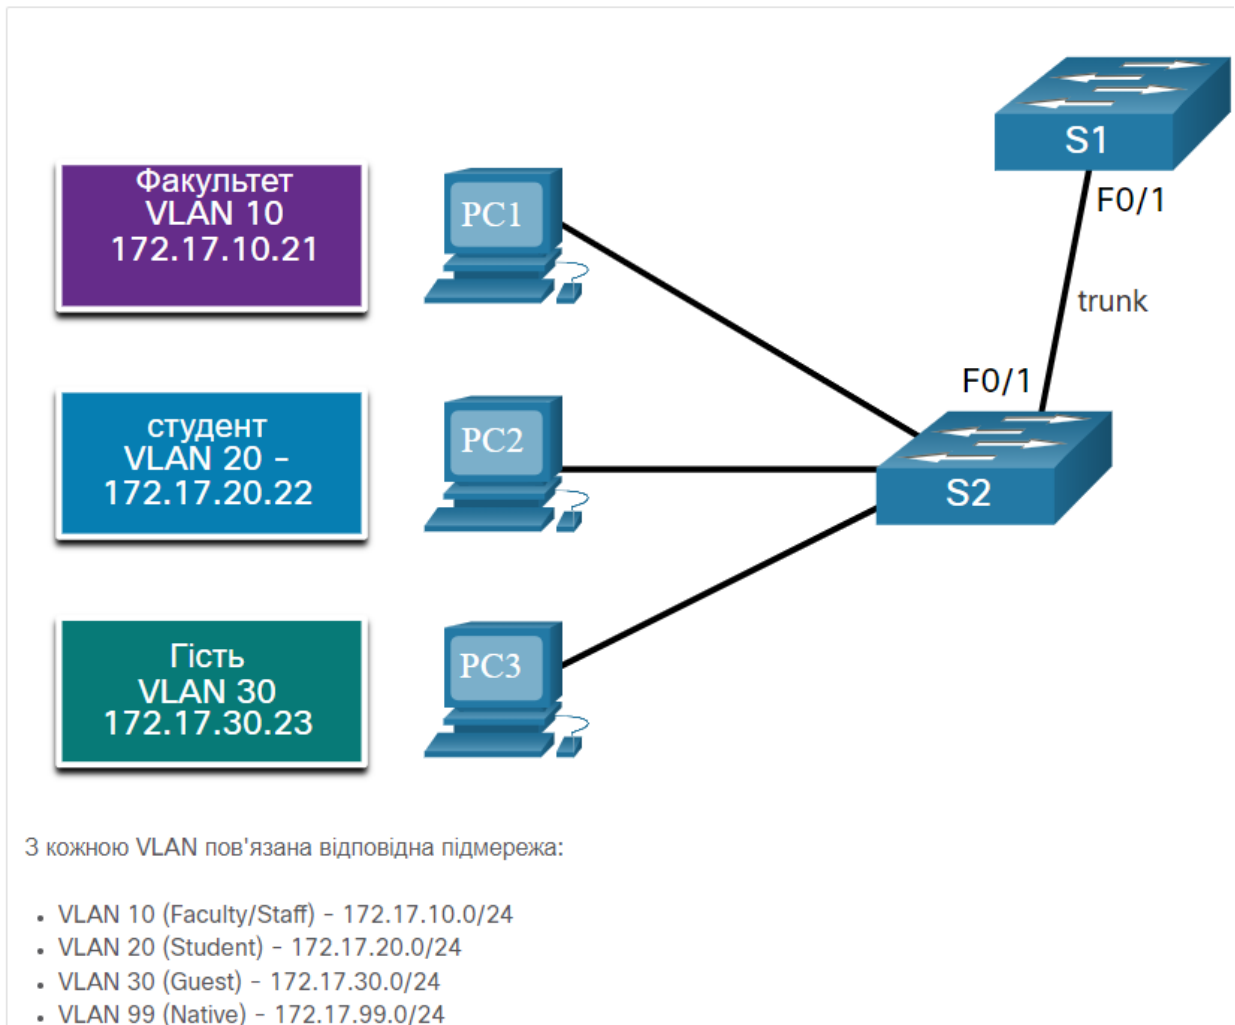 Факультет
VLAN 10
172.17.10.21
PC1
S1
F0/1
trunk
F0/1
студент
VLAN 20 -
172.17.20.22
PC2
S2
Гість
VLAN 30
172.17.30.23
PC3
З кожною VLAN пов'язана відповідна підмережа:
• VLAN 10 (Faculty/Staff) - 172.17.10.0/24
• VLAN 20 (Student) - 172.17.20.0/24
• VLAN 30 (Guest) - 172.17.30.0/24
• VLAN 99 (Native) - 172.17.99.0/24